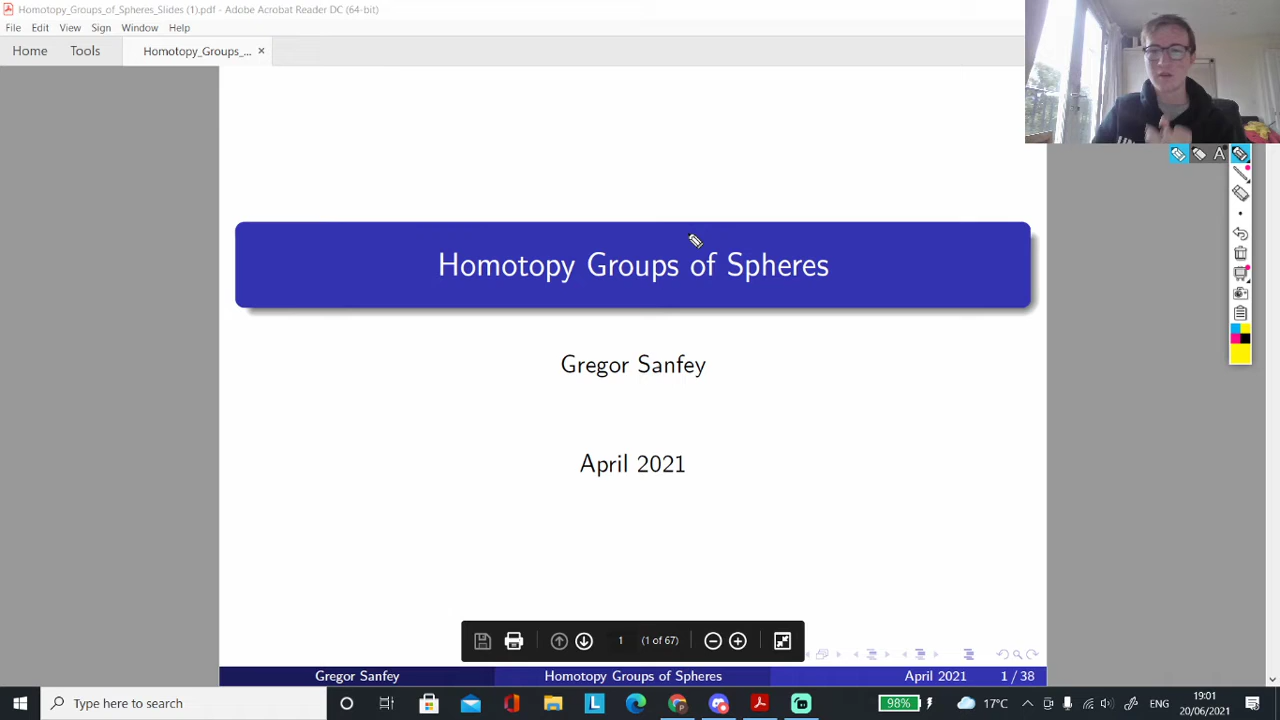 Homotopy_Groups_of_Spheres_Slides (1).pdf - Adobe Acrobat Reader DC (64-bit)
File Edit View Sign Window Help
Home Tools Homotopy_Groups_... ×
A
Homotopy Groups of Spheres
Gregor Sanfey
April 2021
1 (1 of 67)
Gregor Sanfey Homotopy Groups of Spheres April 2021 1 / 38
Type here to search
L
98% 17°C ENG
19:01
20/06/2021